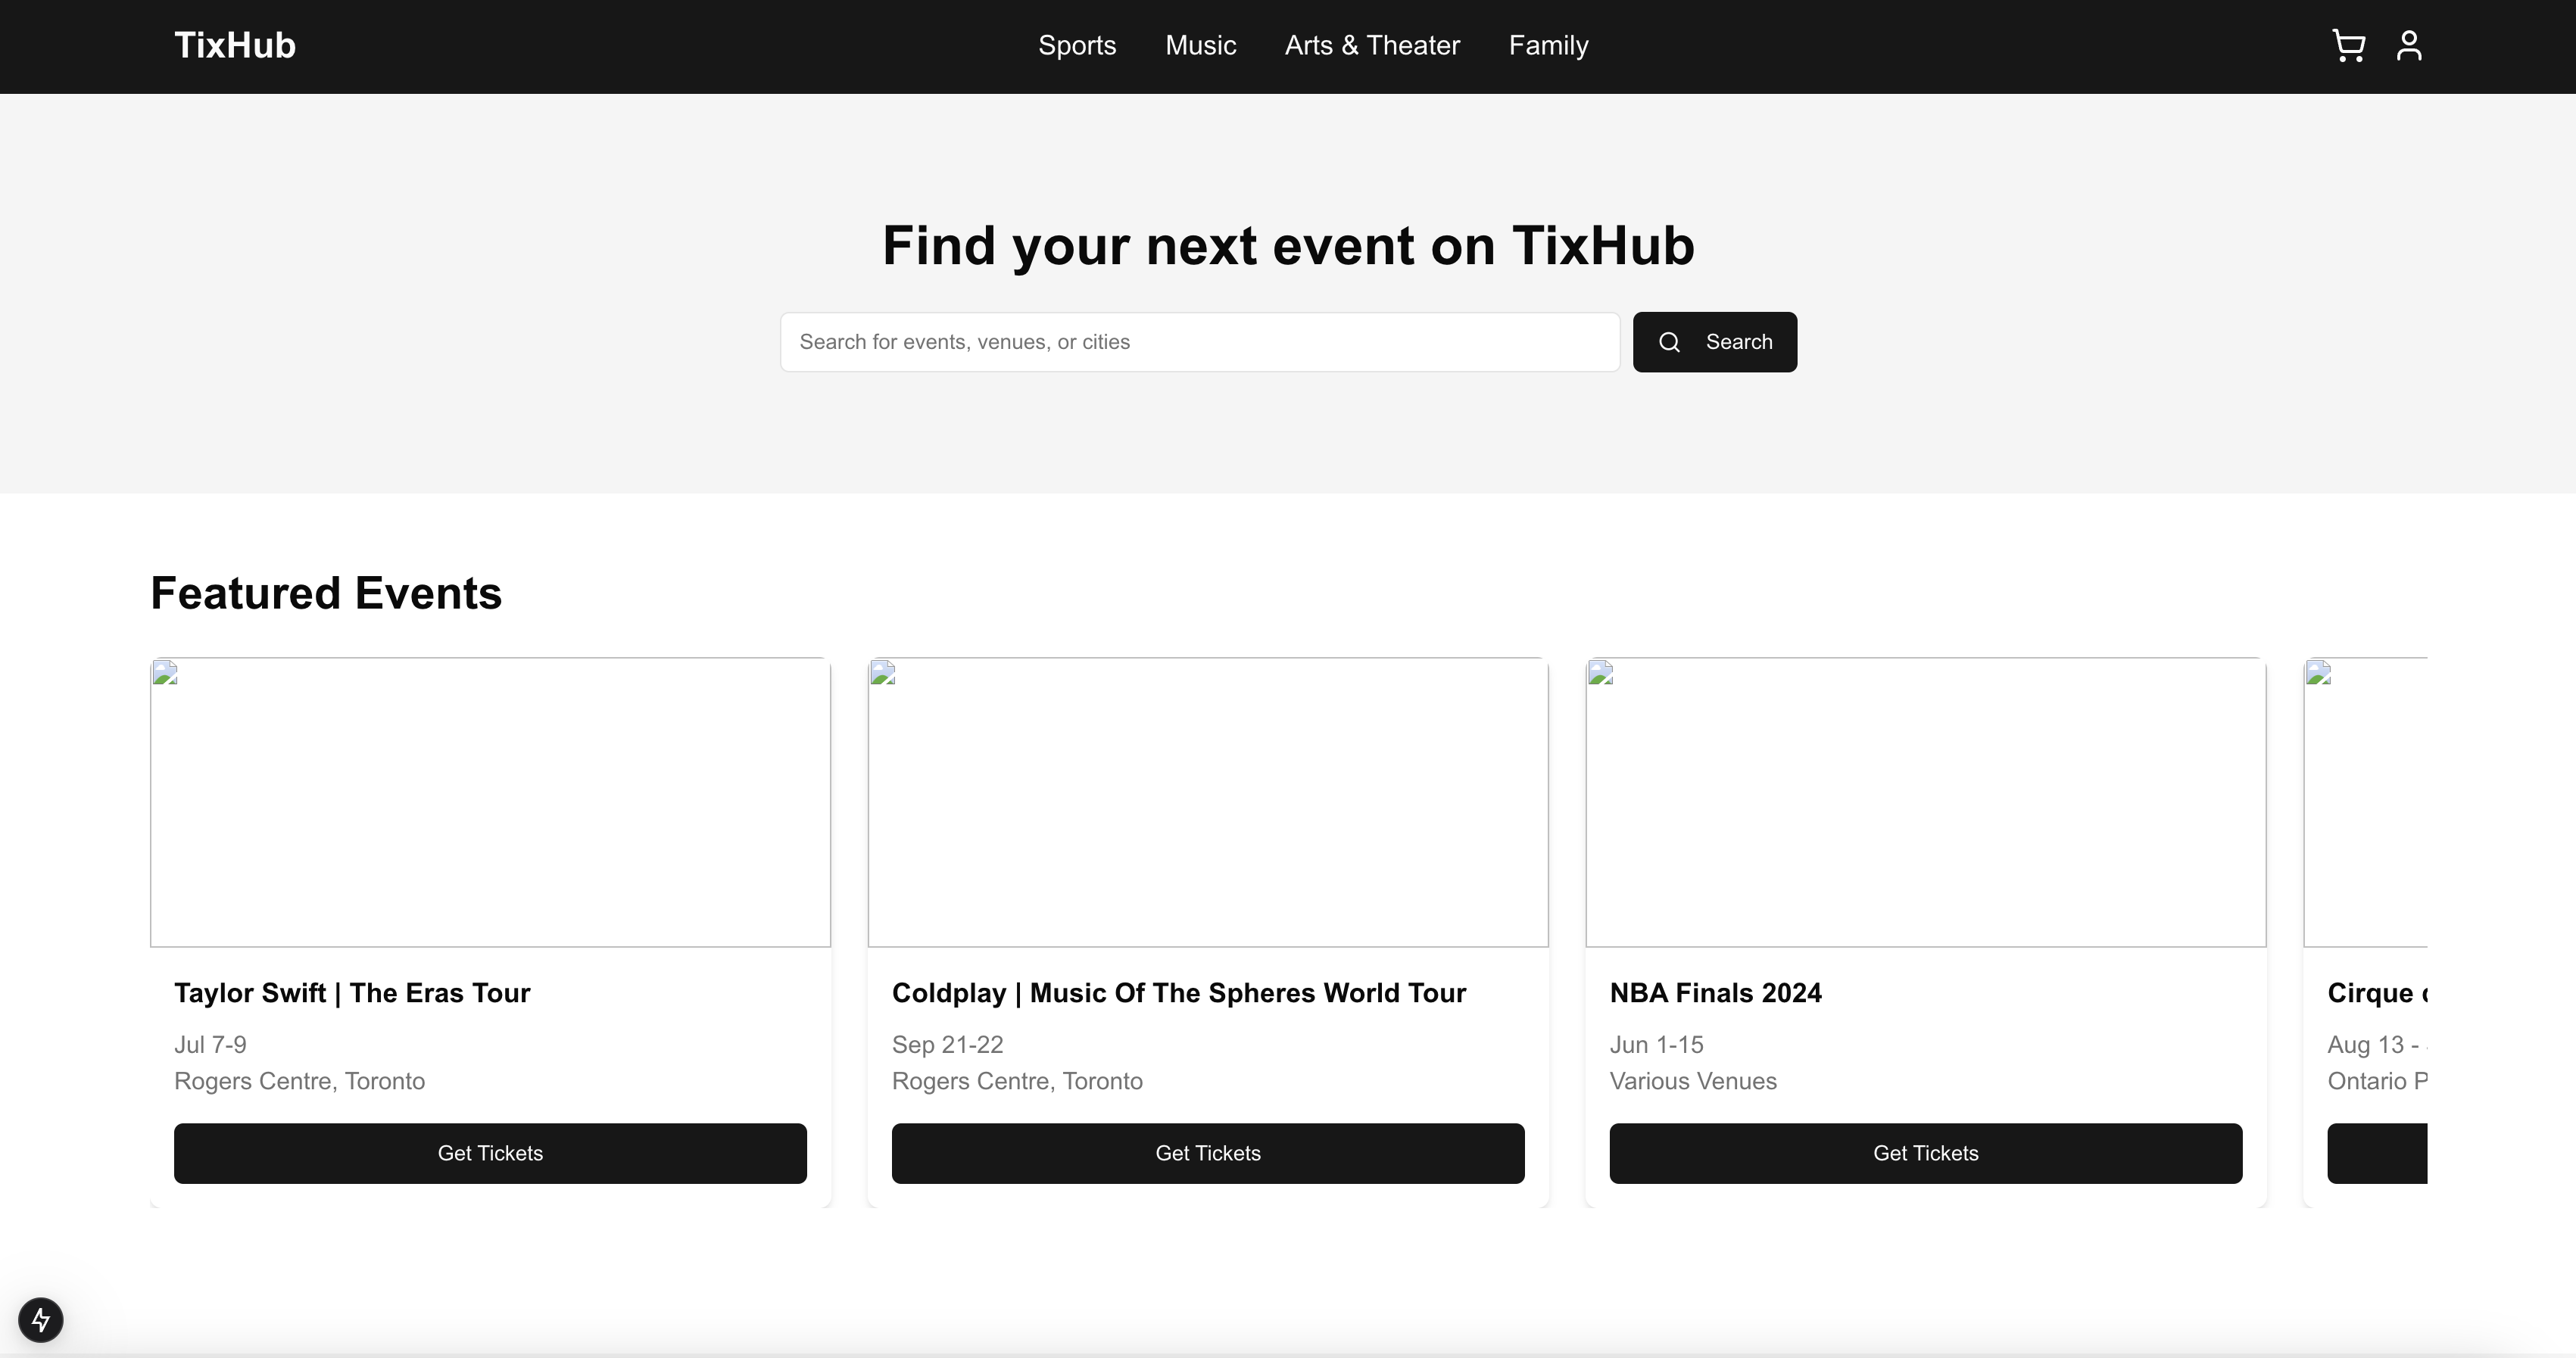 TixHub
Sports Music Arts & Theater Family
Find your next event on TixHub
Search for events, venues, or cities
Search
Featured Events
Taylor Swift | The Eras Tour
Jul 7-9
Rogers Centre, Toronto
Get Tickets
Coldplay | Music Of The Spheres World Tour
Sep 21-22
Rogers Centre, Toronto
Get Tickets
NBA Finals 2024
Jun 1-15
Various Venues
Get Tickets
Cirque
Aug 13 -
Ontario